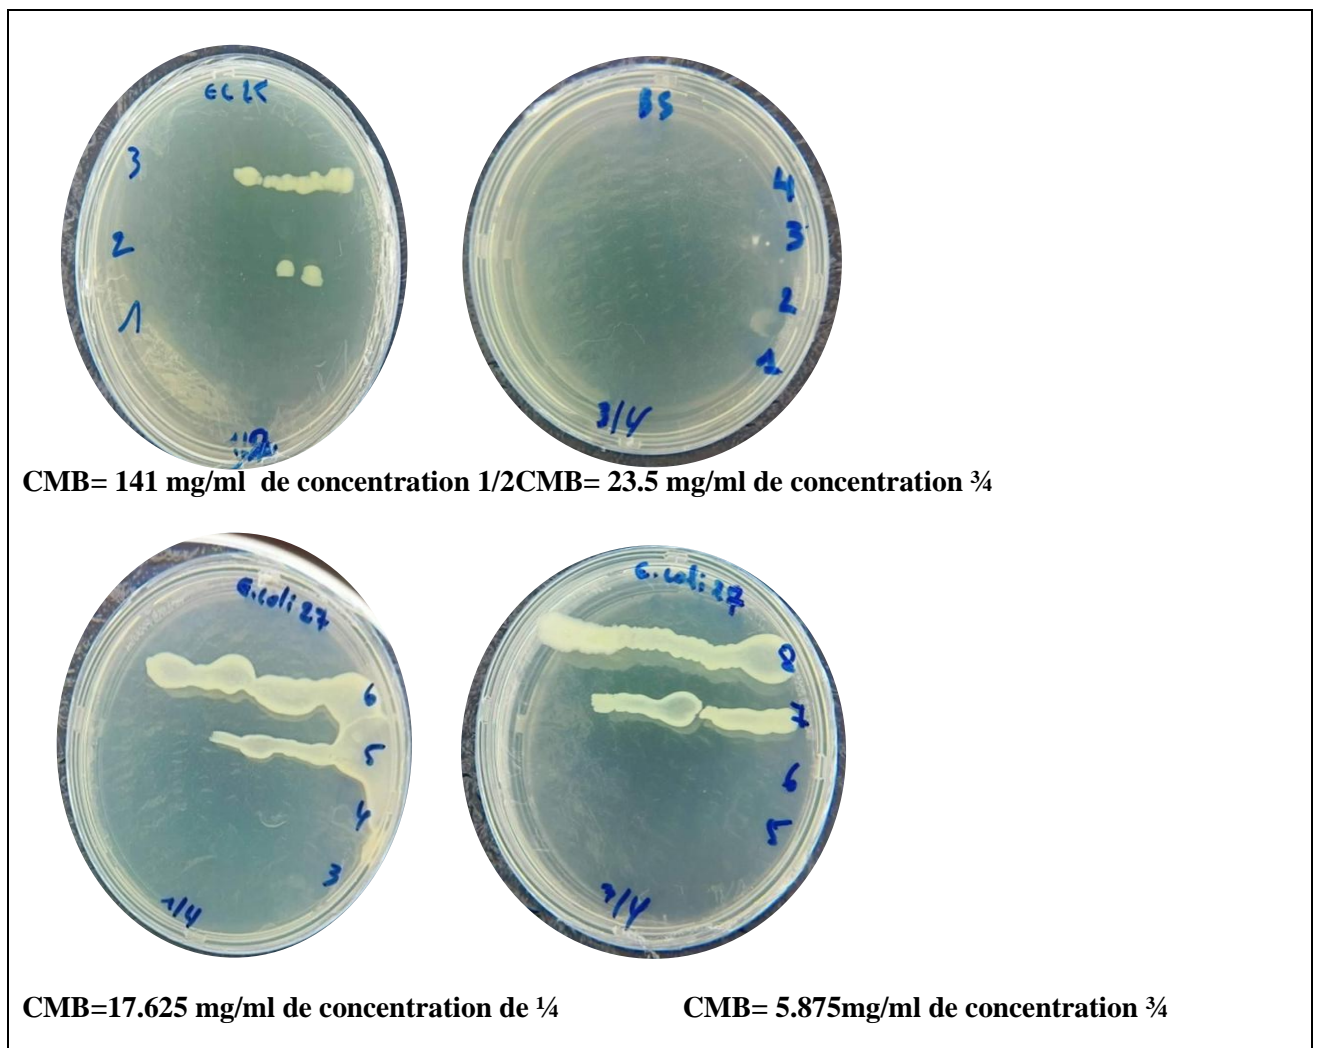 EC 25
3
2
1
BS
4
3
2
1
3/4
CMB= 141 mg/ml  de concentration 1/2CMB= 23.5 mg/ml de concentration ¾
E.coli 27
6
5
4
3
1/4
E.coli 27
8
7
6
5
3/4
CMB=17.625 mg/ml de concentration de ¼
CMB= 5.875mg/ml de concentration ¾